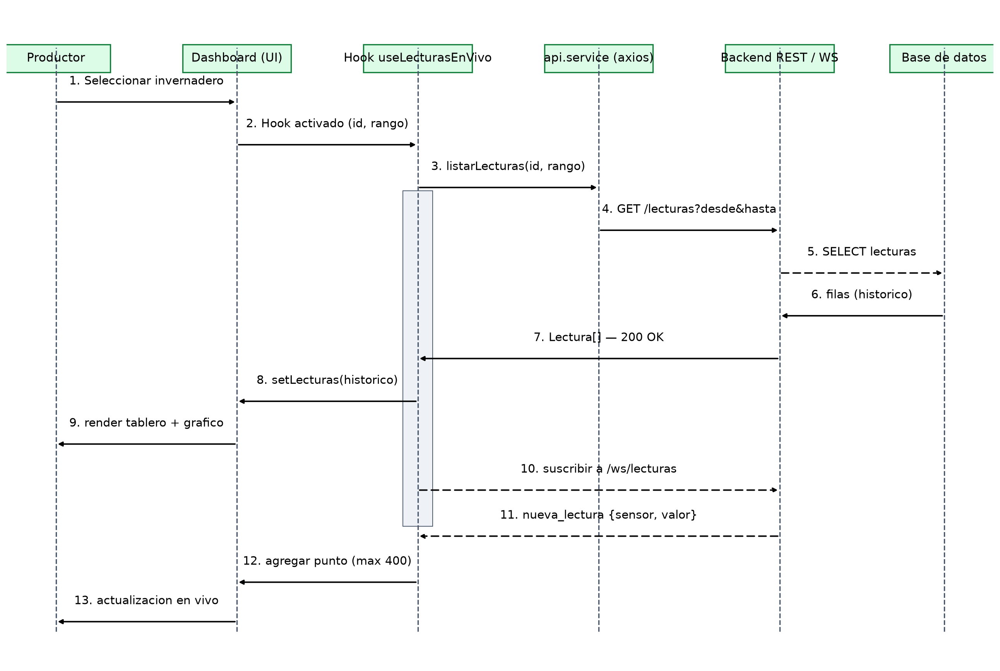 Productor
Dashboard (UI)
Hook useLecturasEnVivo
api.service (axios)
Backend REST / WS
Base de datos
1. Seleccionar invernadero
2. Hook activado (id, rango)
3. listarLecturas(id, rango)
4. GET /lecturas?desde&hasta
5. SELECT lecturas
6. filas (historico)
7. Lectura[] — 200 OK
8. setLecturas(historico)
9. render tablero + grafico
10. suscribir a /ws/lecturas
11. nueva_lectura {sensor, valor}
12. agregar punto (max 400)
13. actualizacion en vivo